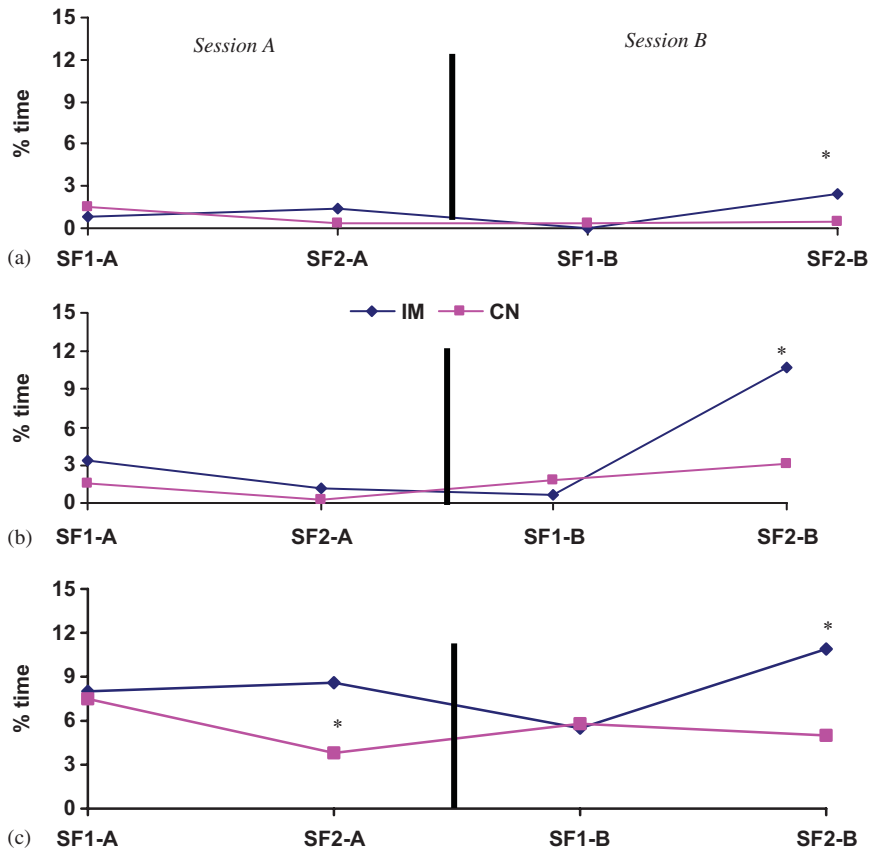 15
Session A
Session B
12
9
% time
6
*
3
0
(a)
SF1-A
SF2-A
SF1-B
SF2-B
15
IM
CN
12
*
9
% time
6
3
0
(b)
SF1-A
SF2-A
SF1-B
SF2-B
15
12
*
9
% time
6
*
3
0
(c)
SF1-A
SF2-A
SF1-B
SF2-B